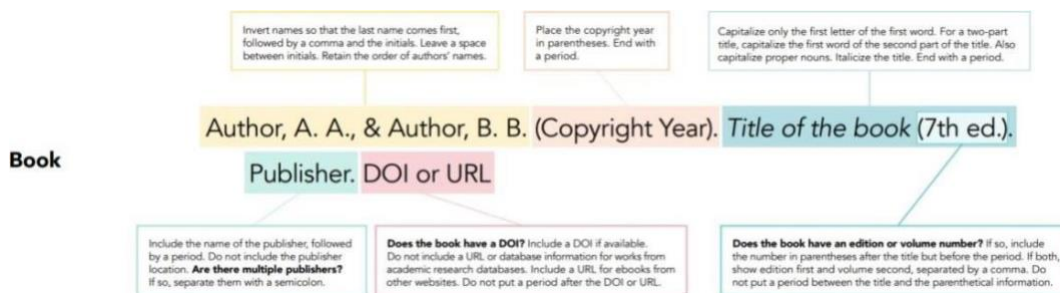 Invert names so that the last name comes first,
followed by a comma and the initials. Leave a space
between initials. Retain the order of authors' names.
Place the copyright year
in parentheses. End with
a period.
Capitalize only the first letter of the first word. For a two-part
title, capitalize the first word of the second part of the title. Also
capitalize proper nouns. Italicize the title. End with a period.
Book
Author, A. A., & Author, B. B. (Copyright Year). Title of the book (7th ed.).
Publisher. DOI or URL
Include the name of the publisher, followed
by a period. Do not include the publisher
location. Are there multiple publishers?
If so, separate them with a semicolon.
Does the book have a DOI? Include a DOI if available.
Do not include a URL or database information for works from
academic research databases. Include a URL for ebooks from
other websites. Do not put a period after the DOI or URL.
Does the book have an edition or volume number? If so, include
the number in parentheses after the title but before the period. If both,
show edition first and volume second, separated by a comma. Do
not put a period between the title and the parenthetical information.